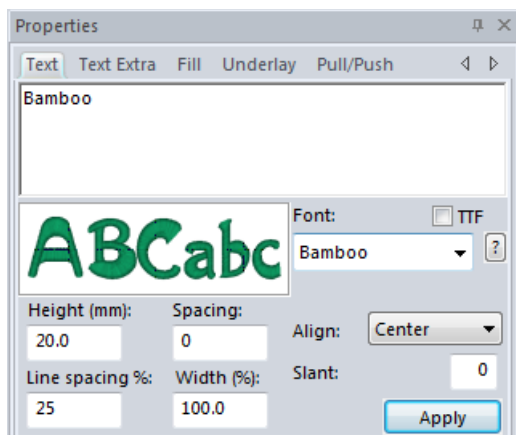 Properties
Text Text Extra Fill Underlay Pull/Push
Bamboo
ABCabc
Font: TTF
Bamboo ?
Height (mm): Spacing:
20.0 0
Align: Center
Line spacing %: Width (%): Slant: 0
25 100.0
Apply